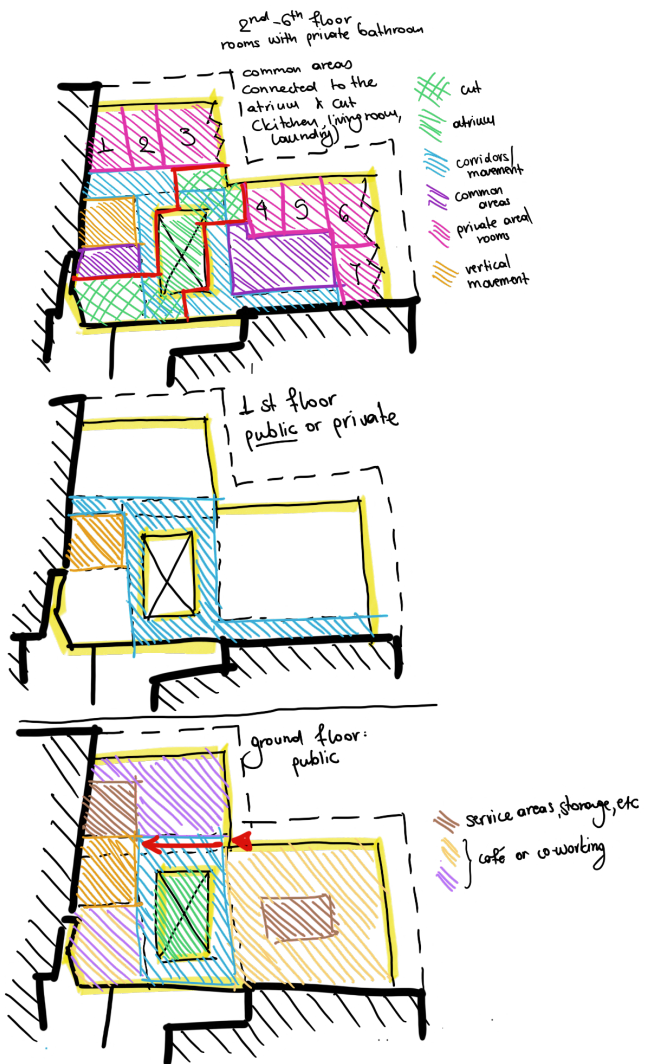 2nd-6th floor
rooms with private bathroom
common areas
connected to the
atrium & cut
(kitchen, living room,
laundry)
cut
atrium
corridors/
movement
common
areas
private area/
rooms
vertical
movement
1 2 3
4 5 6
7
1st floor
public or private
ground floor:
public
service areas, storage, etc
café or co-working